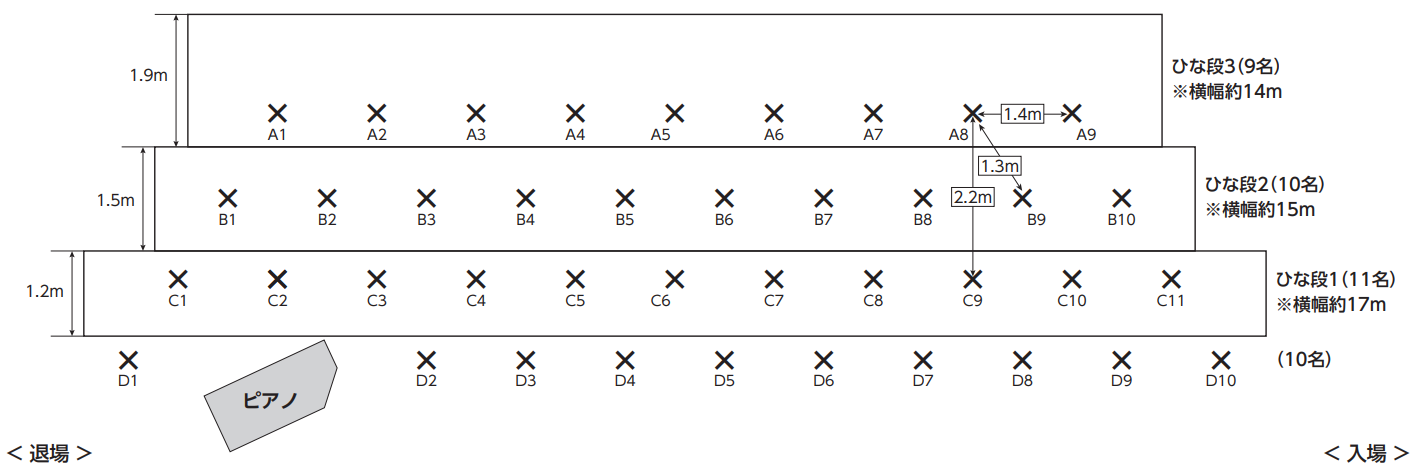 1.9m
ひな段3（9名）
※横幅約14m
A1 A2 A3 A4 A5 A6 A7 A8 1.4m A9
1.3m
1.5m
ひな段2（10名）
※横幅約15m
2.2m
B1 B2 B3 B4 B5 B6 B7 B8 B9 B10
1.2m
ひな段1（11名）
※横幅約17m
C1 C2 C3 C4 C5 C6 C7 C8 C9 C10 C11
（10名）
D1 D2 D3 D4 D5 D6 D7 D8 D9 D10
ピアノ
＜ 退場 ＞
＜ 入場 ＞